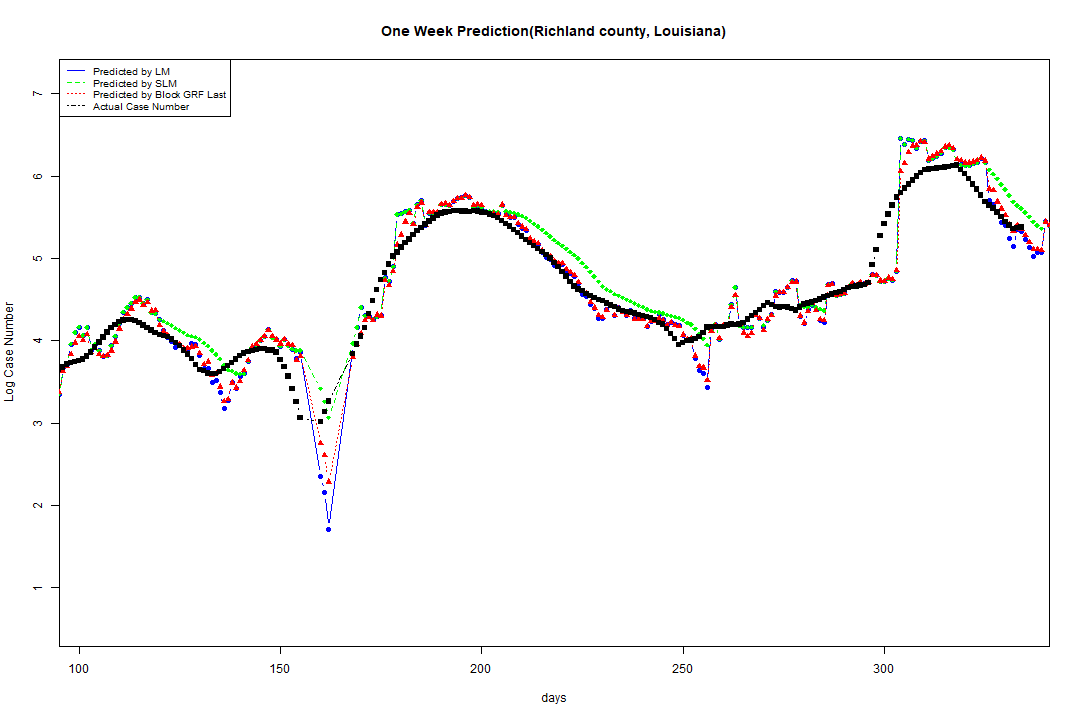 One Week Prediction(Richland county, Louisiana)
Predicted by LM
Predicted by SLM
Predicted by Block GRF Last
Actual Case Number
7
6
5
4
3
2
1
Log Case Number
100 150 200 250 300
days